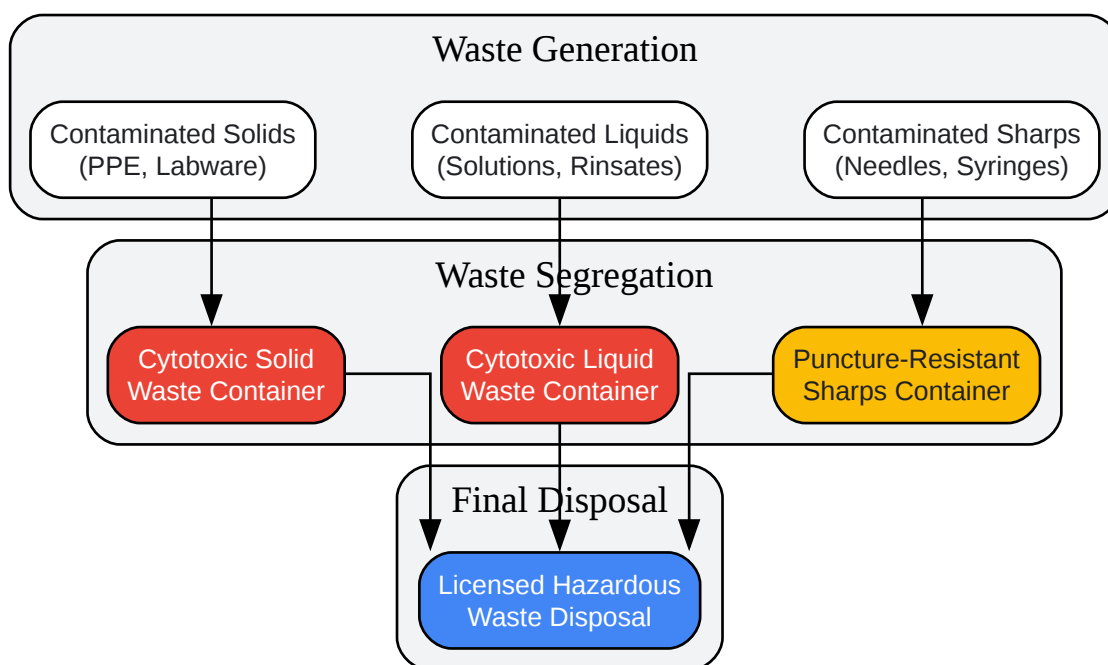 Waste Generation
Contaminated Solids
(PPE, Labware)
Contaminated Liquids
(Solutions, Rinsates)
Contaminated Sharps
(Needles, Syringes)
Waste Segregation
Cytotoxic Solid
Waste Container
Cytotoxic Liquid
Waste Container
Puncture-Resistant
Sharps Container
Final Disposal
Licensed Hazardous
Waste Disposal